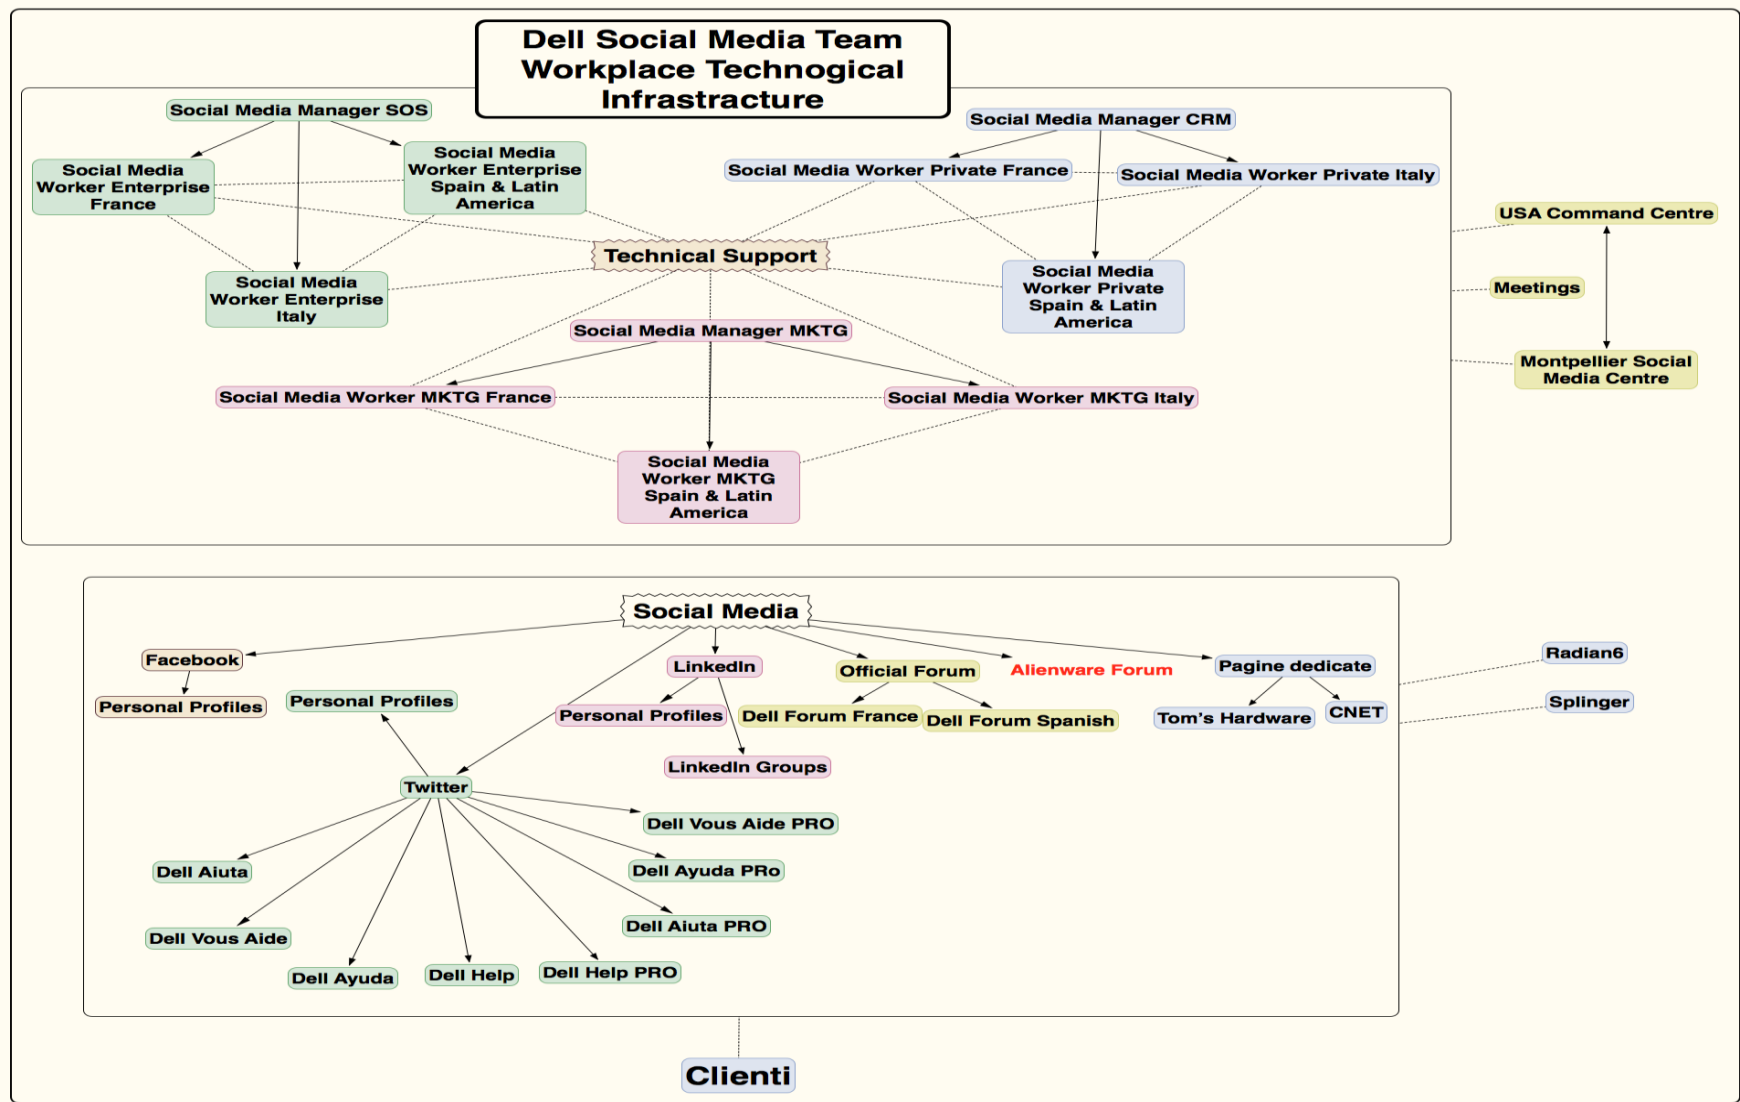 Dell Social Media Team
Workplace Technogical
Infrastracture
Social Media Manager SOS
Social Media
Worker Enterprise
France
Social Media
Worker Enterprise
Spain & Latin
America
Social Media
Worker Enterprise
Italy
Social Media Manager CRM
Social Media Worker Private France
Social Media Worker Private Italy
Social Media
Worker Private
Spain & Latin
America
Technical Support
Social Media Manager MKTG
Social Media Worker MKTG France
Social Media Worker MKTG Italy
Social Media
Worker MKTG
Spain & Latin
America
USA Command Centre
Meetings
Montpellier Social
Media Centre
Social Media
Facebook
Personal Profiles
Personal Profiles
LinkedIn
Personal Profiles
LinkedIn Groups
Official Forum
Dell Forum France
Dell Forum Spanish
Alienware Forum
Pagine dedicate
Tom's Hardware
CNET
Radian6
Splinger
Twitter
Dell Vous Aide PRO
Dell Aiuta
Dell Ayuda PRo
Dell Vous Aide
Dell Aiuta PRO
Dell Ayuda
Dell Help
Dell Help PRO
Clienti